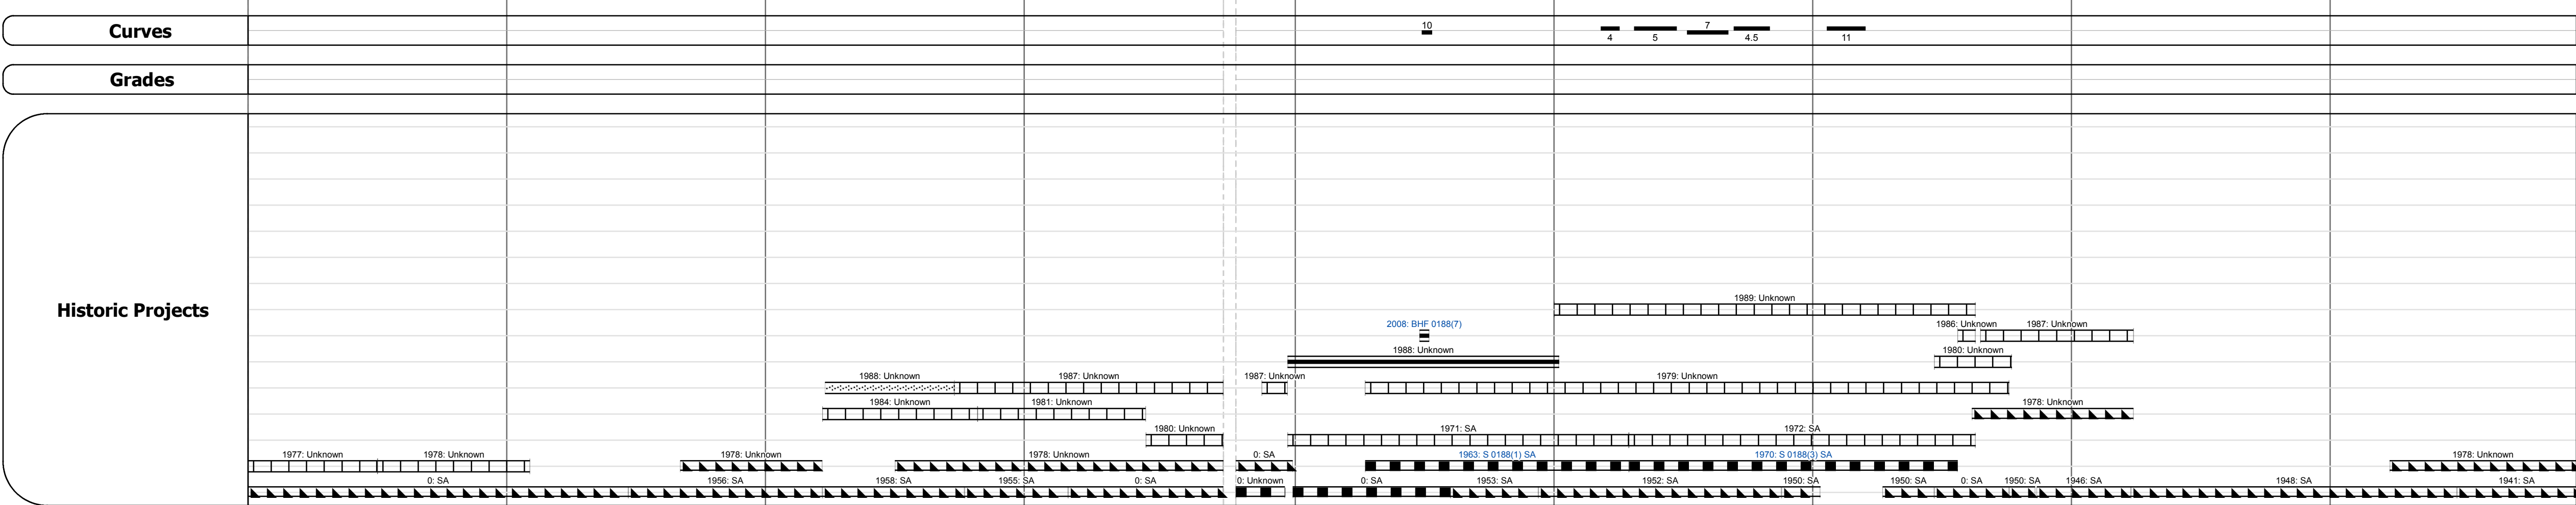 10
7
Curves
4
5
4.5
11
Grades
1989: Unknown
Historic Projects
2008: BHF 0188(7)
1986: Unknown
1987: Unknown
1988: Unknown
1980: Unknown
1988: Unknown
1987: Unknown
1987: Unknown
1979: Unknown
1984: Unknown
1981: Unknown
1978: Unknown
1980: Unknown
1971: SA
1972: SA
1977: Unknown
1978: Unknown
1978: Unknown
1978: Unknown
0: SA
1963: S 0188(1) SA
1970: S 0188(3) SA
1978: Unknown
0: SA
1956: SA
1958: SA
1955: SA
0: SA
0: Unknown
0: SA
1953: SA
1952: SA
1950: SA
1950: SA
0: SA
1950: SA
1946: SA
1948: SA
1941: SA